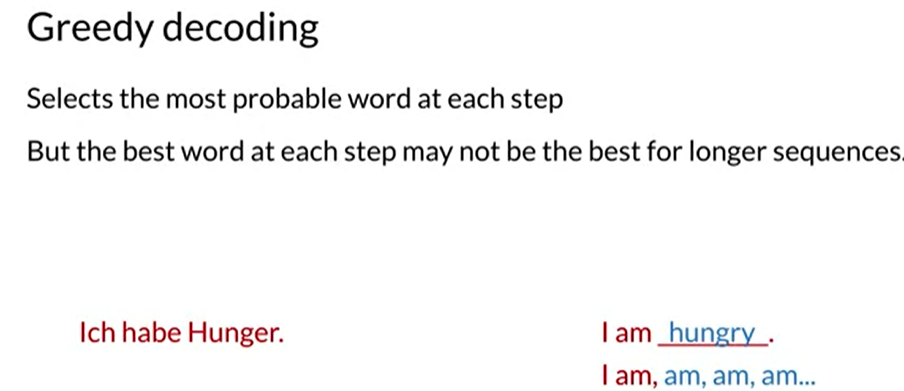 Greedy decoding
Selects the most probable word at each step
But the best word at each step may not be the best for longer sequences.
Ich habe Hunger.
I am _hungry_.
I am, am, am, am...